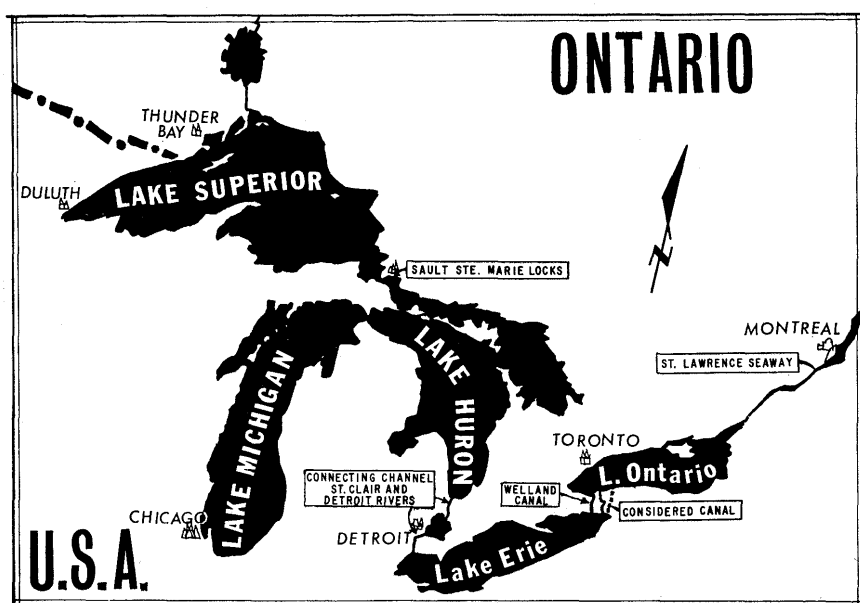 ONTARIO
THUNDER
BAY
DULUTH
LAKE SUPERIOR
N
SAULT STE. MARIE LOCKS
MONTREAL
ST. LAWRENCE SEAWAY
LAKE MICHIGAN
LAKE HURON
TORONTO
L. Ontario
CONNECTING CHANNEL
ST. CLAIR AND
DETROIT RIVERS
WELLAND
CANAL
CONSIDERED CANAL
CHICAGO
DETROIT
Lake Erie
U.S.A.